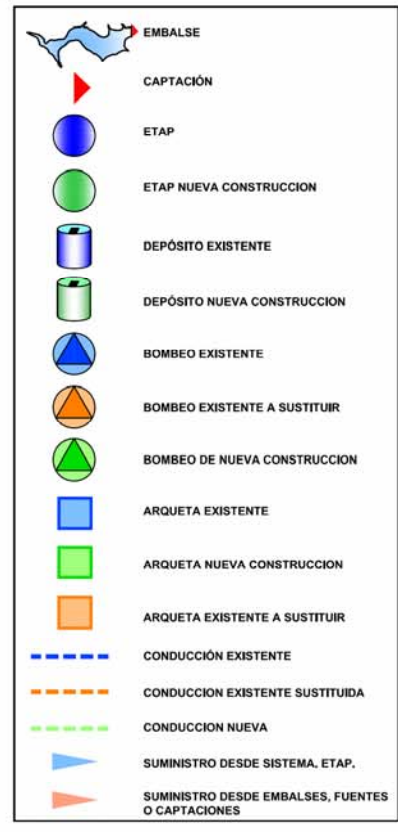 EMBALSE
CAPTACIÓN
ETAP
ETAP NUEVA CONSTRUCCION
DEPÓSITO EXISTENTE
DEPÓSITO NUEVA CONSTRUCCION
BOMBEO EXISTENTE
BOMBEO EXISTENTE A SUSTITUIR
BOMBEO DE NUEVA CONSTRUCCION
ARQUETA EXISTENTE
ARQUETA NUEVA CONSTRUCCION
ARQUETA EXISTENTE A SUSTITUIR
CONDUCCIÓN EXISTENTE
CONDUCCION EXISTENTE SUSTITUIDA
CONDUCCION NUEVA
SUMINISTRO DESDE SISTEMA. ETAP.
SUMINISTRO DESDE EMBALSES, FUENTES
O CAPTACIONES